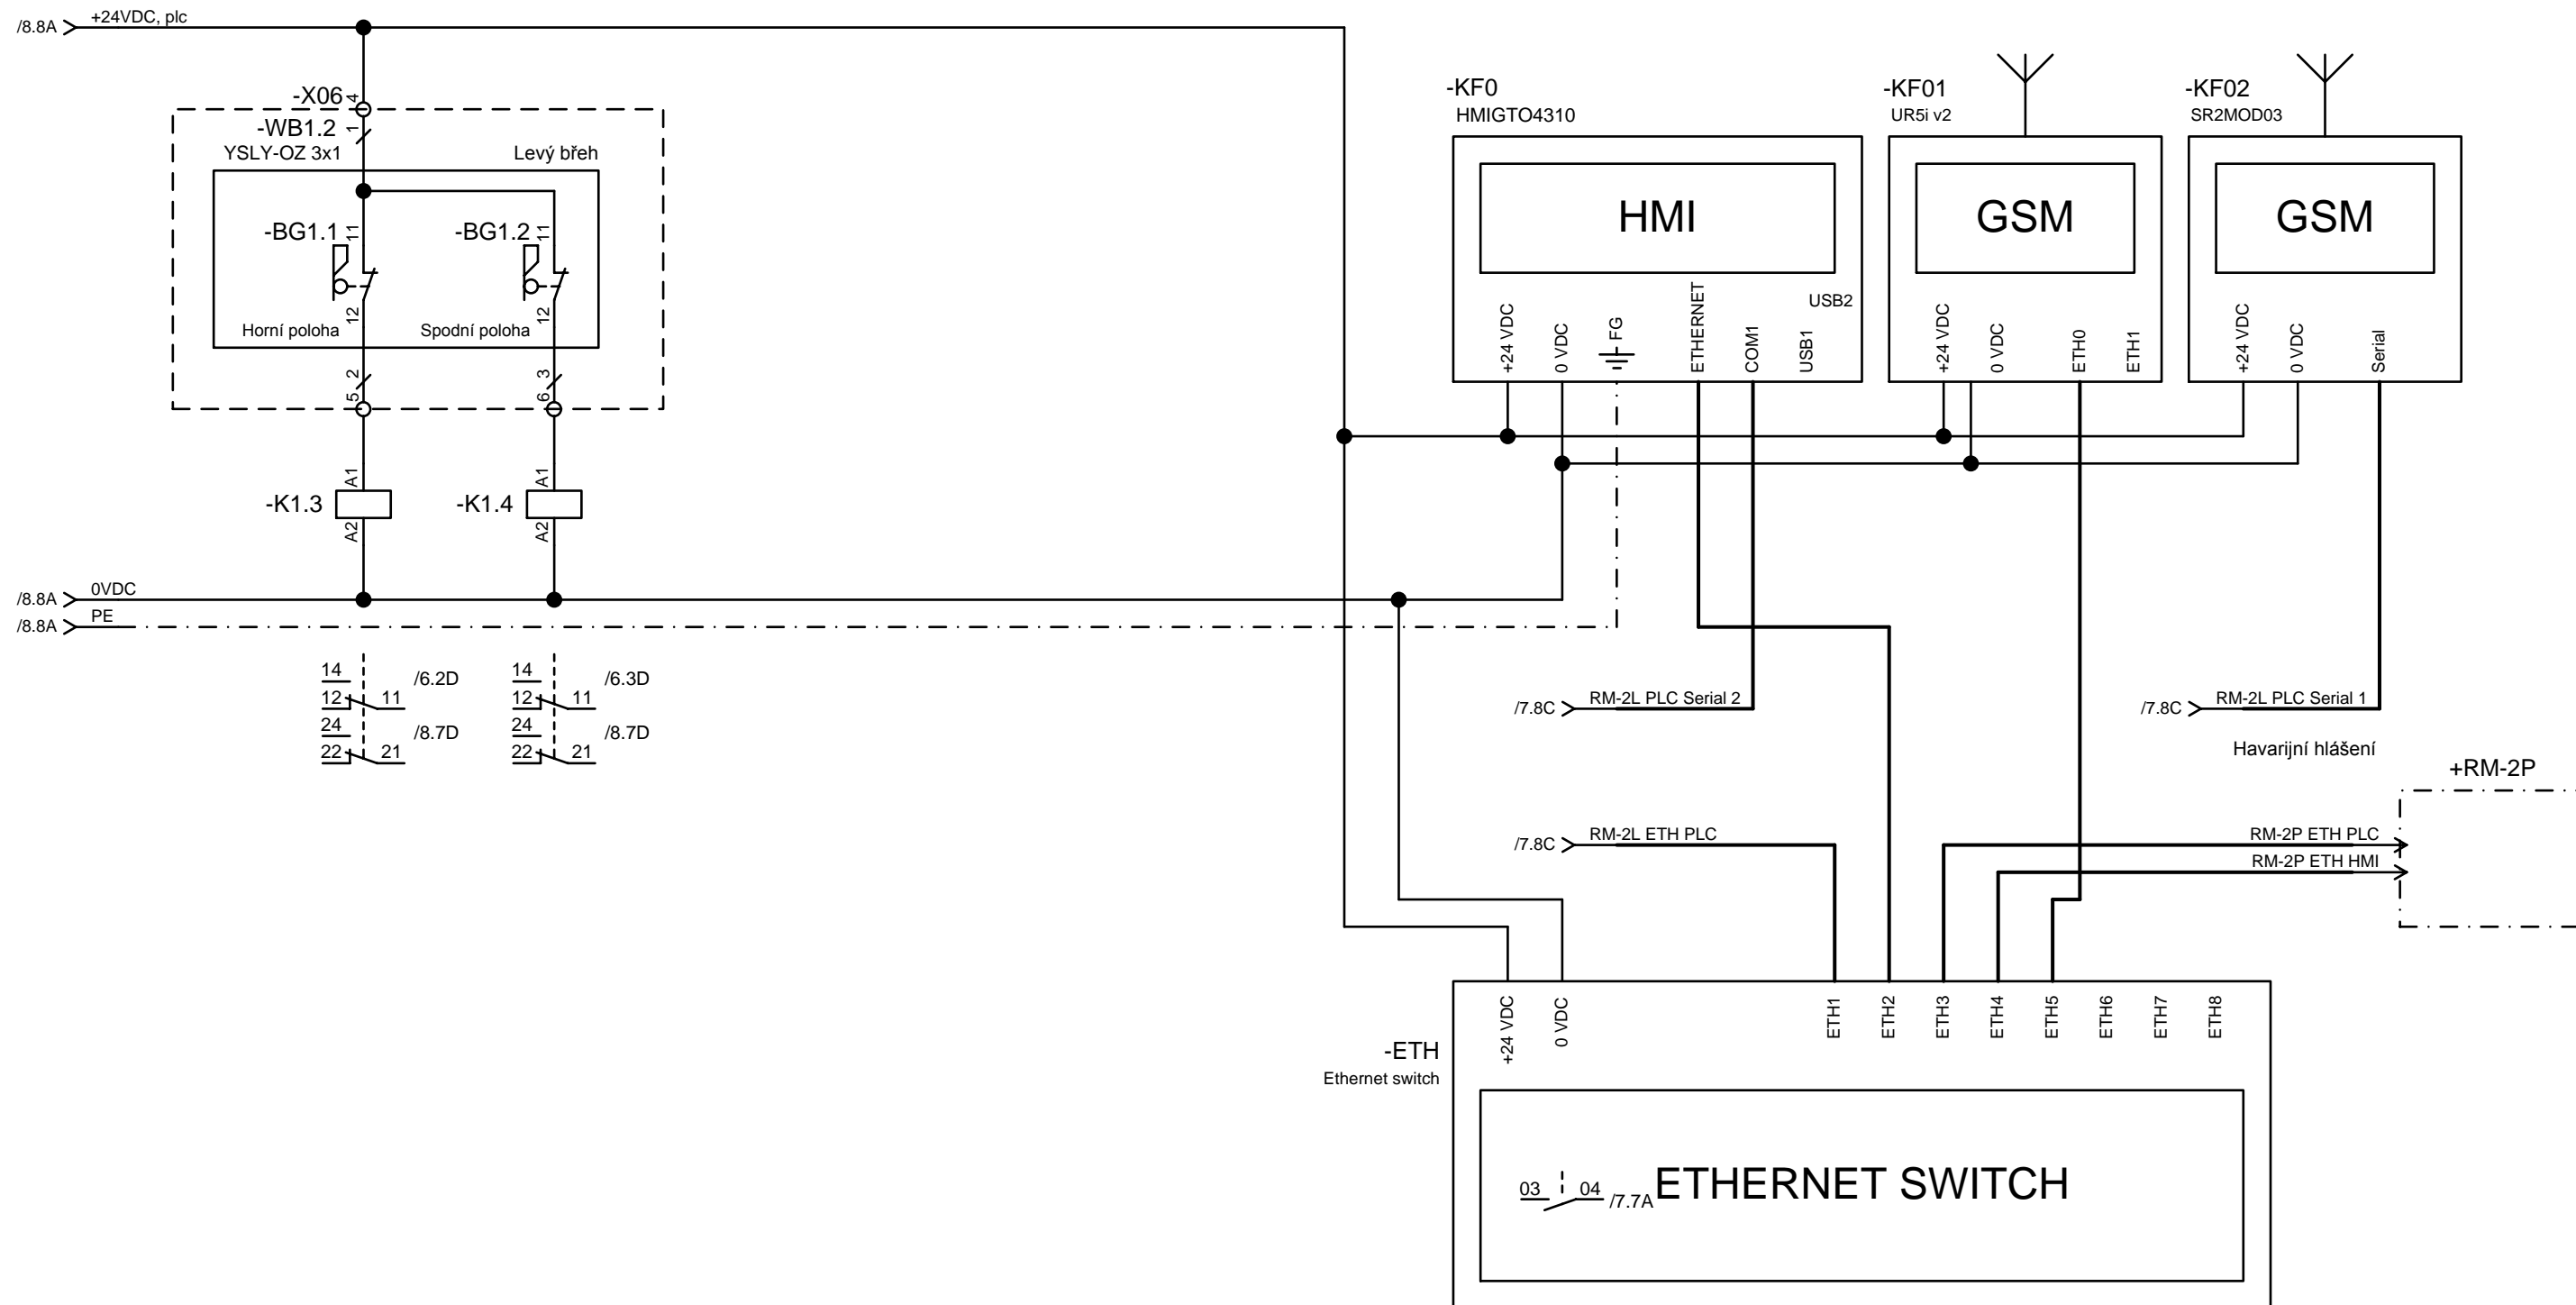 /8.8A
+24VDC, plc
-X06
4
-WB1.2
1
YSLY-OZ 3x1
Levý břeh
-BG1.1
11
-BG1.2
11
12
12
Horní poloha
Spodní poloha
2
3
5
6
A1
A1
-K1.3
-K1.4
A2
A2
/8.8A
0VDC
/8.8A
PE
14
12
11
/6.2D
24
22
21
/8.7D
14
12
11
/6.3D
24
22
21
/8.7D
-KF0
HMIGTO4310
HMI
+24 VDC
0 VDC
FG
ETHERNET
COM1
USB1
USB2
-KF01
UR5i v2
GSM
+24 VDC
0 VDC
ETH0
ETH1
-KF02
SR2MOD03
GSM
+24 VDC
0 VDC
Serial
/7.8C
RM-2L PLC Serial 2
/7.8C
RM-2L PLC Serial 1
Havarijní hlášení
+RM-2P
/7.8C
RM-2L ETH PLC
RM-2P ETH PLC
RM-2P ETH HMI
-ETH
Ethernet switch
+24 VDC
0 VDC
ETH1
ETH2
ETH3
ETH4
ETH5
ETH6
ETH7
ETH8
03
04
/7.7A
ETHERNET SWITCH